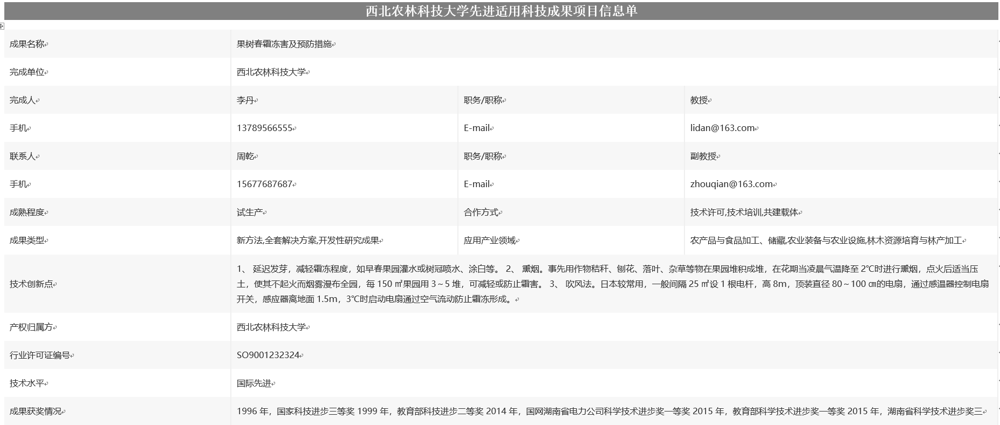 西北农林科技大学先进适用科技成果项目信息单
成果名称 果树春霜冻害及预防措施
完成单位 西北农林科技大学
完成人 李丹 职务/职称 教授
手机 13789566555 E-mail lidan@163.com
联系人 周乾 职务/职称 副教授
手机 15677687687 E-mail zhouqian@163.com
成熟程度 试生产 合作方式 技术许可,技术培训,共建载体
成果类型 新方法,全套解决方案,开发性研究成果 应用产业领域 农产品与食品加工、储藏,农业装备与农业设施,林木资源培育与林产加工
技术创新点
1、 延迟发芽，减轻霜冻程度，如早春果园灌水或树冠喷水、涂白等。 2、 熏烟。事先用作物秸秆、刨花、落叶、杂草等物在果园堆积成堆，在花期当凌晨气温降至 2℃时进行熏烟，点火后适当压
土，使其不起火而烟雾漫布全园，每 150 ㎡果园用 3～5 堆，可减轻或防止霜害。 3、 吹风法。日本较常用，一般间隔 25 ㎡设 1 根电杆，高 8m，顶装直径 80～100 ㎝的电扇，通过感温器控制电扇
开关，感应器离地面 1.5m，3℃时启动电扇通过空气流动防止霜冻形成。
产权归属方 西北农林科技大学
行业许可证编号 SO9001232324
技术水平 国际先进
成果获奖情况 1996 年，国家科技进步三等奖 1999 年，教育部科技进步二等奖 2014 年，国网湖南省电力公司科学技术进步奖一等奖 2015 年，教育部科学技术进步奖一等奖 2015 年，湖南省科学技术进步奖三